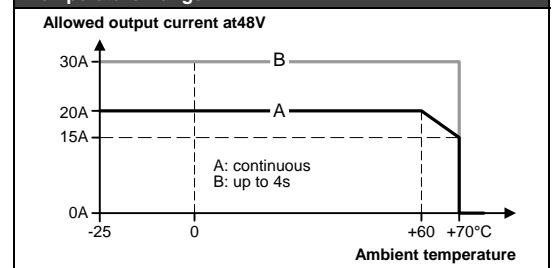 Allowed output current at48V
30A
B
20A
A
15A
A: continuous
B: up to 4s
0A
-25 0 +60 +70°C
Ambient temperature